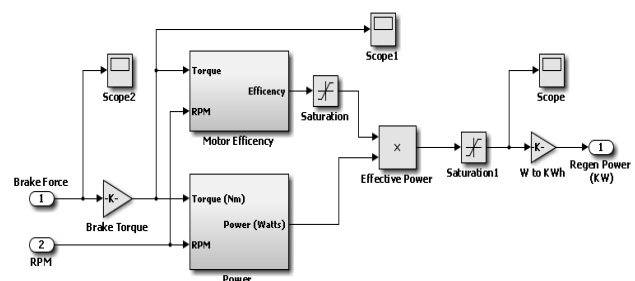 Scope1
Scope2
Torque
RPM
Efficency
Motor Efficency
Saturation
Scope
×
Effective Power
Saturation1
-K-
W to KWh
1
Regen Power
(KW)
Brake Force
1
-K-
Brake Torque
2
RPM
Torque (Nm)
RPM
Power (Watts)
Power